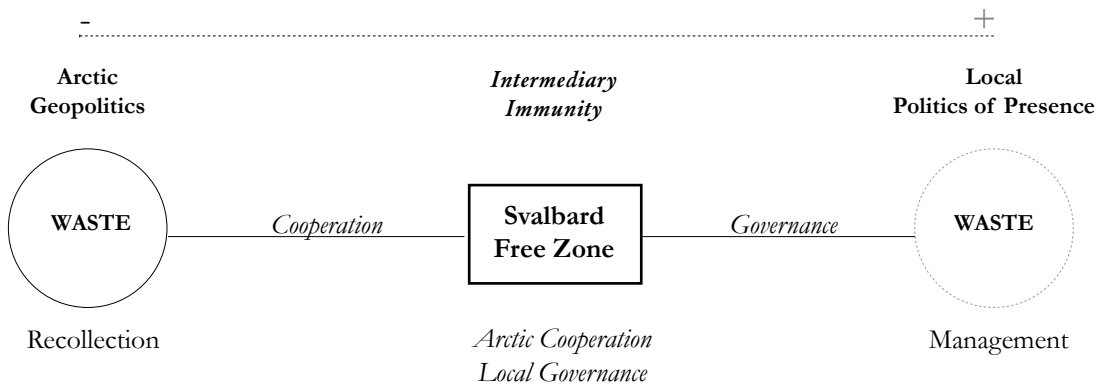 - +
Arctic
Geopolitics
Intermediary
Immunity
Local
Politics of Presence
WASTE
Cooperation
Svalbard
Free Zone
Governance
WASTE
Recollection
Arctic Cooperation
Local Governance
Management